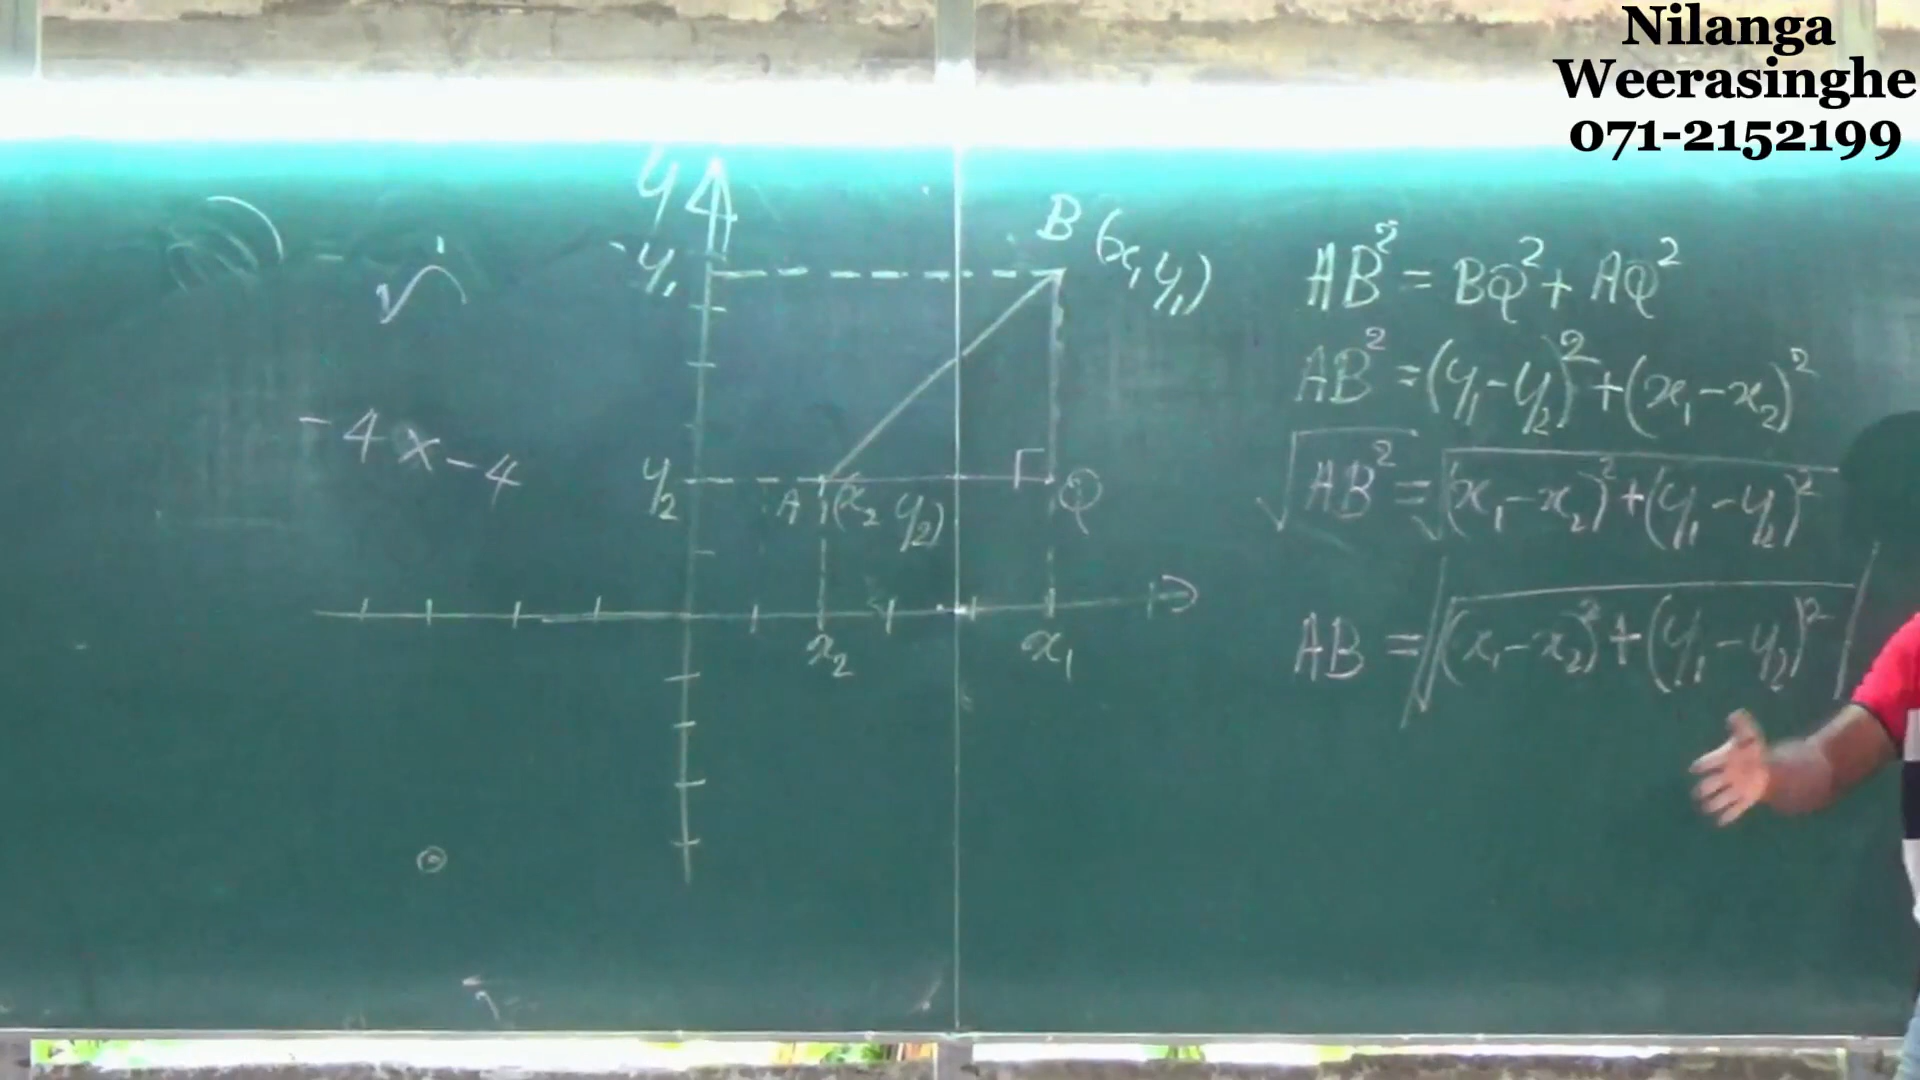 Nilanga
Weerasinghe
071-2152199
y
y₁
B (x₁ y₁)
-4 x -4
y₂
A (x₂ y₂)
Q
x₂
x₁
AB² = BQ² + AQ²
AB² = (y₁ - y₂)² + (x₁ - x₂)²
√AB² = √(x₁ - x₂)² + (y₁ - y₂)²
AB = √(x₁ - x₂)² + (y₁ - y₂)²